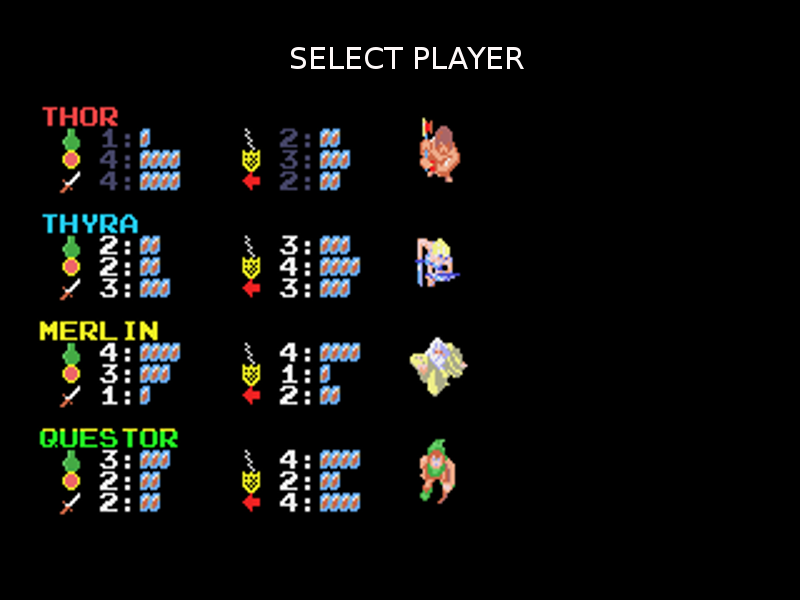 SELECT PLAYER
THOR
1: 2:
4: 3:
4: 2:
THYRA
2: 3:
2: 4:
3: 3:
MERLIN
4: 4:
3: 1:
1: 2:
QUESTOR
3: 4:
2: 2:
2: 4: